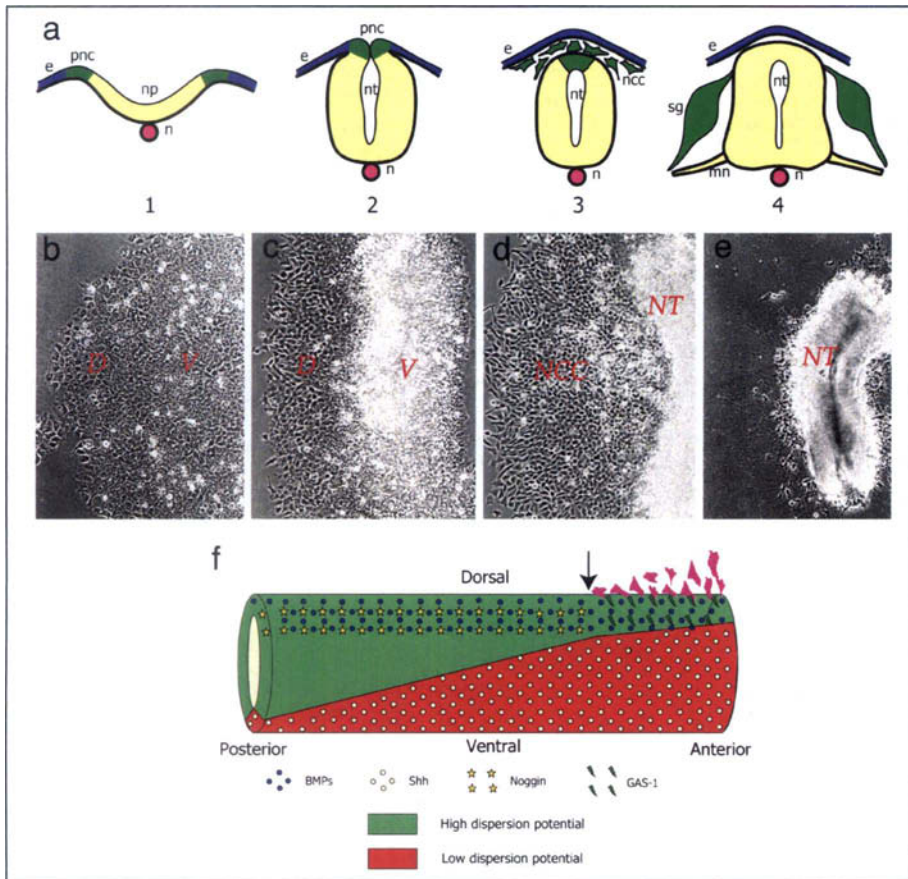 a
e
pnc
np
n
1
pnc
e
nt
n
2
e
nt
ncc
n
3
e
sg
nt
mn
n
4
b
D
V
c
D
V
d
NT
NCC
e
NT
f
Dorsal
Posterior
Ventral
Anterior
BMPs
Shh
Noggin
GAS-1
High dispersion potential
Low dispersion potential